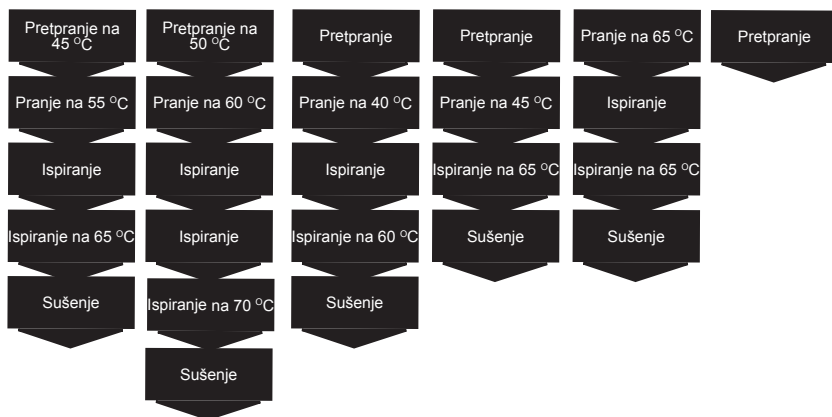 Pretpranje na
45 °C
Pranje na 55 °C
Ispiranje
Ispiranje na 65 °C
Sušenje
Pretpranje na
50 °C
Pranje na 60 °C
Ispiranje
Ispiranje
Ispiranje na 70 °C
Sušenje
Pretpranje
Pranje na 40 °C
Ispiranje
Ispiranje na 60 °C
Sušenje
Pretpranje
Pranje na 45 °C
Ispiranje na 65 °C
Sušenje
Pranje na 65 °C
Ispiranje
Ispiranje na 65 °C
Sušenje
Pretpranje